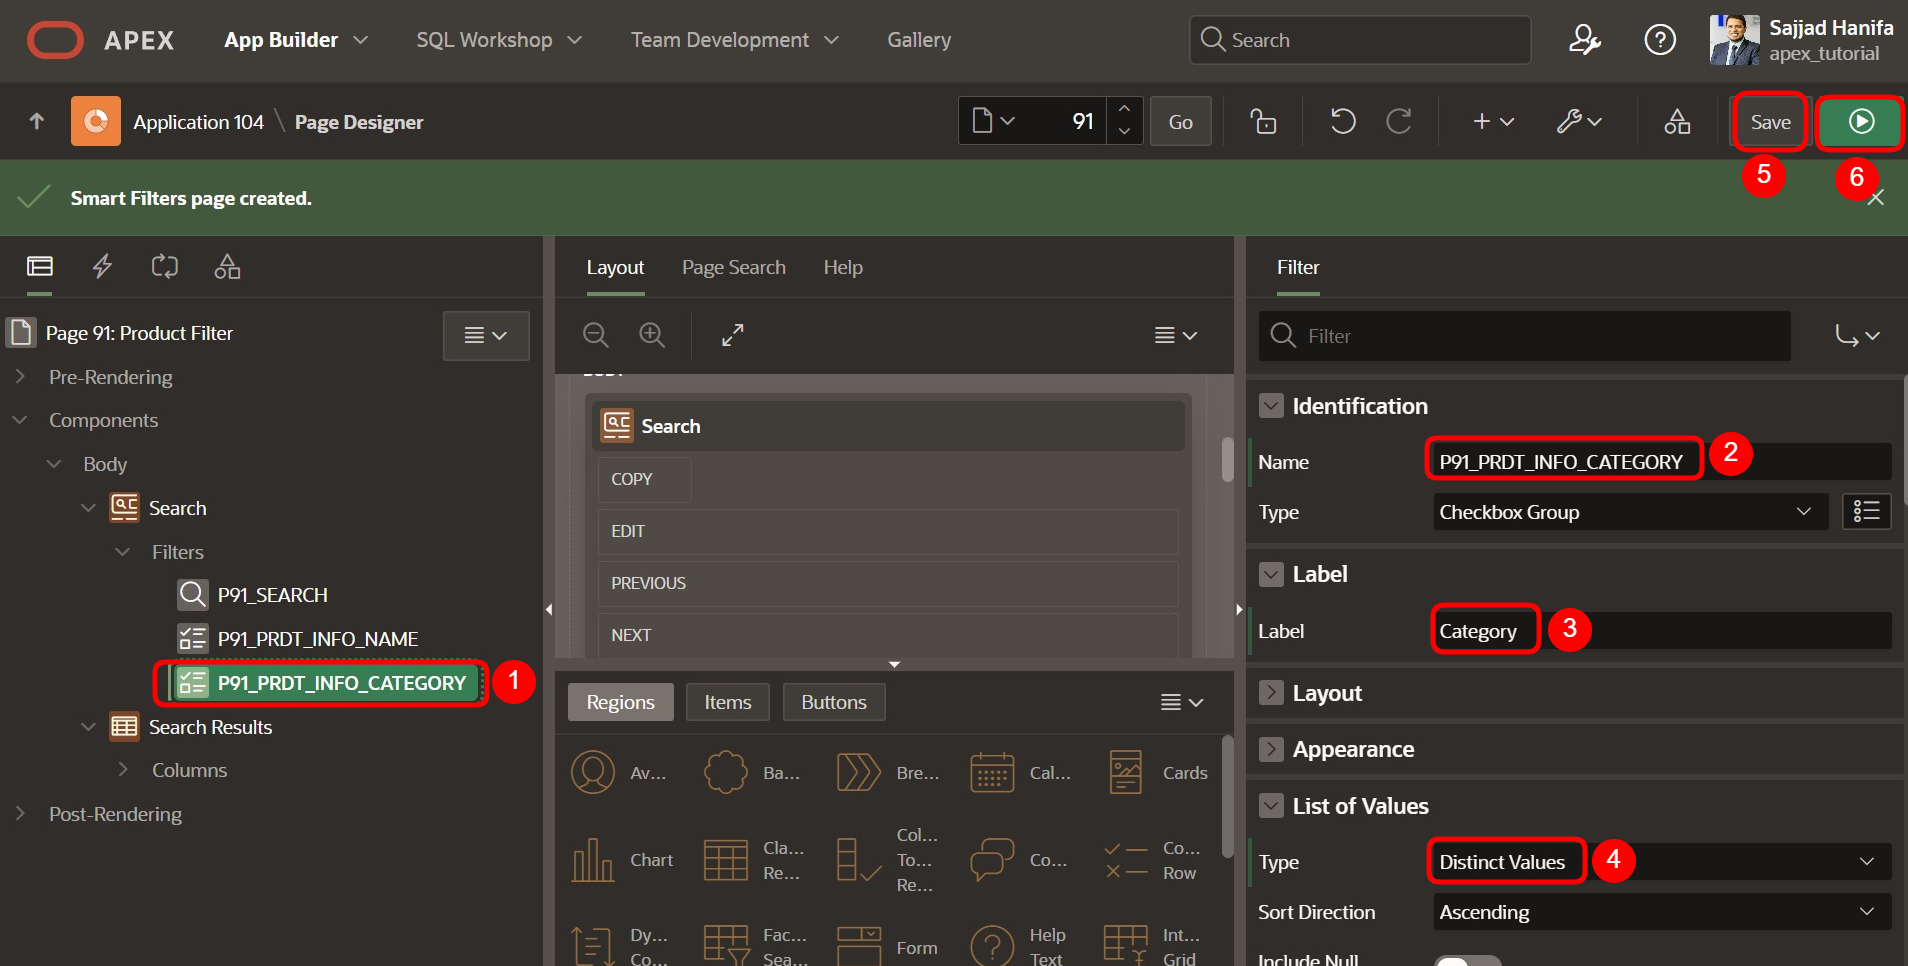 APEX
App Builder
SQL Workshop
Team Development
Gallery
Search
Sajjad Hanifa
apex_tutorial
Application 104 \ Page Designer
91
Go
Save
5
6
Smart Filters page created.
Layout
Page Search
Help
Filter
Page 91: Product Filter
Pre-Rendering
Components
Body
Search
Filters
P91_SEARCH
P91_PRDT_INFO_NAME
P91_PRDT_INFO_CATEGORY
1
Search Results
Columns
Post-Rendering
Search
COPY
EDIT
PREVIOUS
NEXT
Regions
Items
Buttons
Av...
Ba...
Bre...
Cal...
Cards
Chart
Cla...
Re...
Col...
To...
Re...
Co...
Co...
Row
Dy...
Co...
Fac...
Sea...
Form
Help
Text
Int...
Grid
Filter
Identification
Name
P91_PRDT_INFO_CATEGORY
2
Type
Checkbox Group
Label
Label
Category
3
Layout
Appearance
List of Values
Type
Distinct Values
4
Sort Direction
Ascending
Include Null